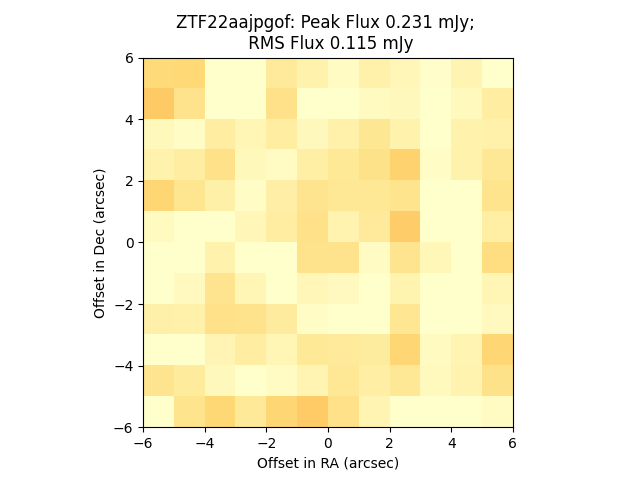 ZTF22aajpgof: Peak Flux 0.231 mJy;
RMS Flux 0.115 mJy
6
4
2
0
−2
−4
−6
Offset in Dec (arcsec)
−6 −4 −2 0 2 4 6
Offset in RA (arcsec)